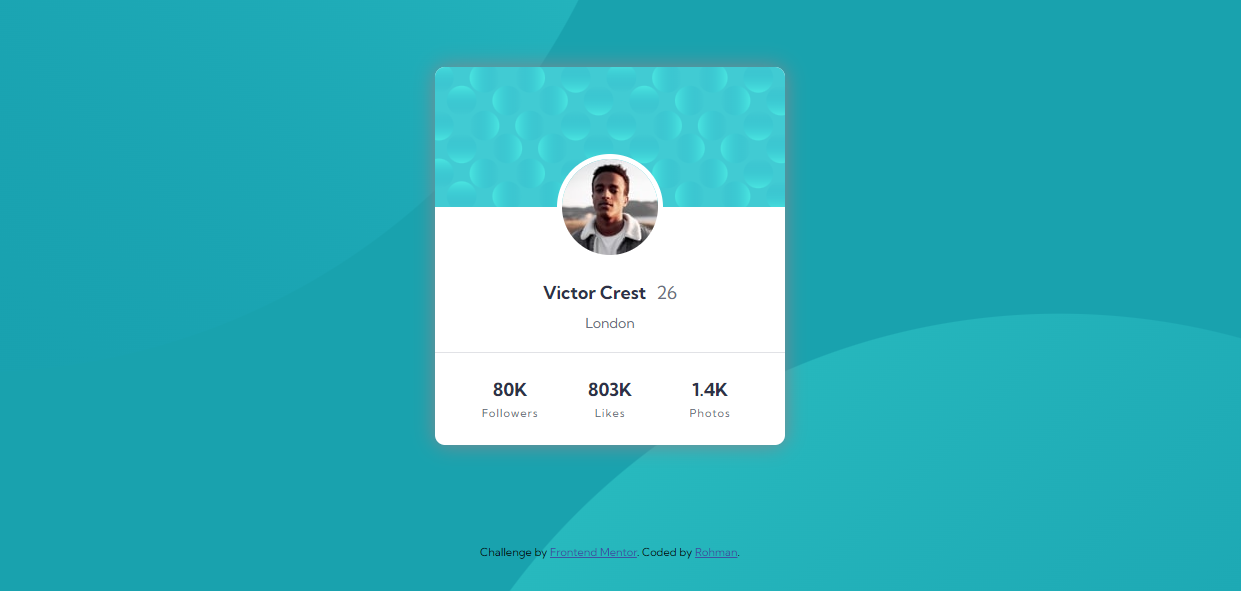 Victor Crest 26
London
80K 803K 1.4K
Followers Likes Photos
Challenge by Frontend Mentor. Coded by Rohman.